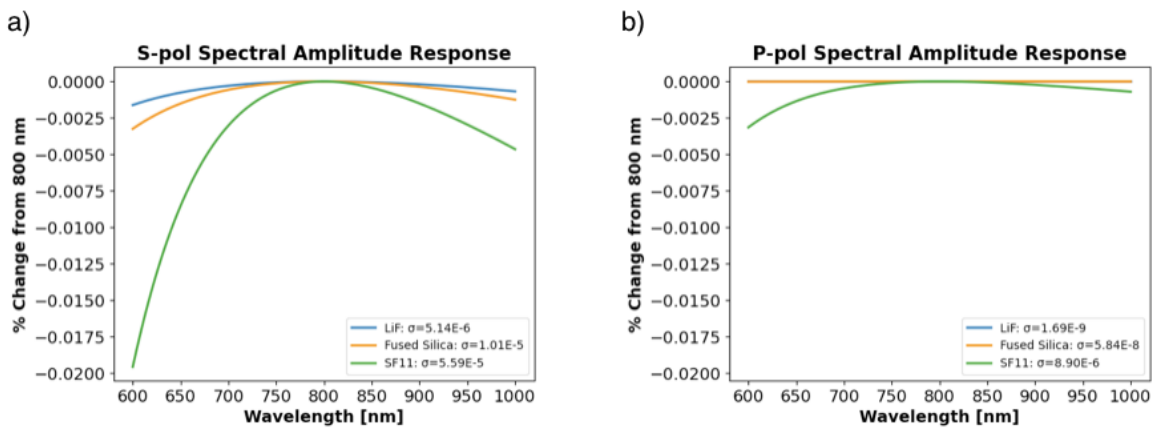 a)
S-pol Spectral Amplitude Response
% Change from 800 nm
0.0000
−0.0025
−0.0050
−0.0075
−0.0100
−0.0125
−0.0150
−0.0175
−0.0200
LiF: σ=5.14E-6
Fused Silica: σ=1.01E-5
SF11: σ=5.59E-5
600 650 700 750 800 850 900 950 1000
Wavelength [nm]
b)
P-pol Spectral Amplitude Response
% Change from 800 nm
0.0000
−0.0025
−0.0050
−0.0075
−0.0100
−0.0125
−0.0150
−0.0175
−0.0200
LiF: σ=1.69E-9
Fused Silica: σ=5.84E-8
SF11: σ=8.90E-6
600 650 700 750 800 850 900 950 1000
Wavelength [nm]